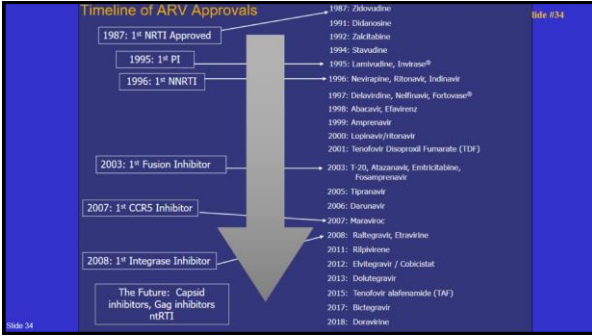 Timeline of ARV Approvals
lide #34
1987: 1st NRTI Approved
1995: 1st PI
1996: 1st NNRTI
2003: 1st Fusion Inhibitor
2007: 1st CCR5 Inhibitor
2008: 1st Integrase Inhibitor
The Future: Capsid
inhibitors, Gag inhibitors
ntRTI
1987: Zidovudine
1991: Didanosine
1992: Zalcitabine
1994: Stavudine
1995: Lamivudine, Invirase®
1996: Nevirapine, Ritonavir, Indinavir
1997: Delavirdine, Nelfinavir, Fortovase®
1998: Abacavir, Efavirenz
1999: Amprenavir
2000: Lopinavir/ritonavir
2001: Tenofovir Disoproxil Fumarate (TDF)
2003: T-20, Atazanavir, Emtricitabine,
Fosamprenavir
2005: Tipranavir
2006: Darunavir
2007: Maraviroc
2008: Raltegravir, Etravirine
2011: Rilpivirene
2012: Elvitegravir / Cobicistat
2013: Dolutegravir
2015: Tenofovir alafenamide (TAF)
2017: Bictegravir
2018: Doravirine
Slide 34